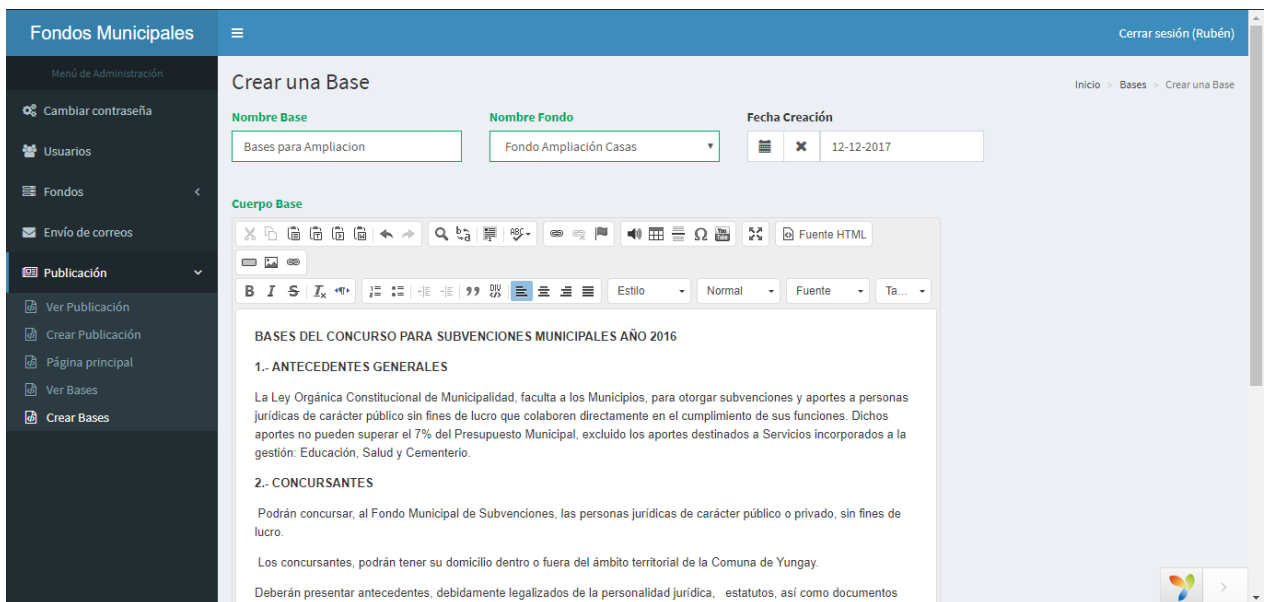 Fondos Municipales
Cerrar sesión (Rubén)
Menú de Administración
Cambiar contraseña
Usuarios
Fondos
Envío de correos
Publicación
Ver Publicación
Crear Publicación
Página principal
Ver Bases
Crear Bases
Crear una Base
Inicio > Bases > Crear una Base
Nombre Base
Nombre Fondo
Fecha Creación
Bases para Ampliacion
Fondo Ampliación Casas
12-12-2017
Cuerpo Base
Fuente HTML
Estilo
Normal
Fuente
Ta...
BASES DEL CONCURSO PARA SUBVENCIONES MUNICIPALES AÑO 2016
1.- ANTECEDENTES GENERALES
La Ley Orgánica Constitucional de Municipalidad, faculta a los Municipios, para otorgar subvenciones y aportes a personas
jurídicas de carácter público sin fines de lucro que colaboren directamente en el cumplimiento de sus funciones. Dichos
aportes no pueden superar el 7% del Presupuesto Municipal, excluido los aportes destinados a Servicios incorporados a la
gestión: Educación, Salud y Cementerio.
2.- CONCURSANTES
Podrán concursar, al Fondo Municipal de Subvenciones, las personas jurídicas de carácter público o privado, sin fines de
lucro.
Los concursantes, podrán tener su domicilio dentro o fuera del ámbito territorial de la Comuna de Yungay.
Deberán presentar antecedentes, debidamente legalizados de la personalidad jurídica, estatutos, así como documentos